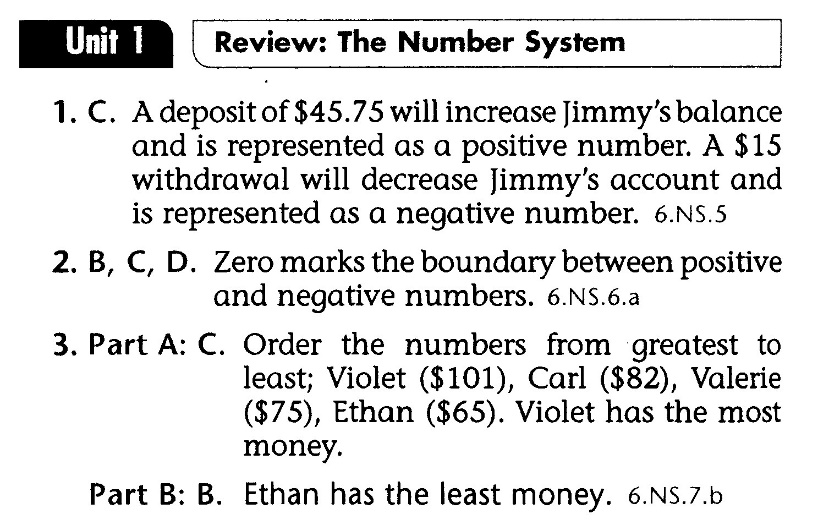 Unit 1 Review: The Number System
1. C. A deposit of $45.75 will increase Jimmy's balance
and is represented as a positive number. A $15
withdrawal will decrease Jimmy's account and
is represented as a negative number. 6.NS.5
2. B, C, D. Zero marks the boundary between positive
and negative numbers. 6.NS.6.a
3. Part A: C. Order the numbers from greatest to
least; Violet ($101), Carl ($82), Valerie
($75), Ethan ($65). Violet has the most
money.
Part B: B. Ethan has the least money. 6.NS.7.b